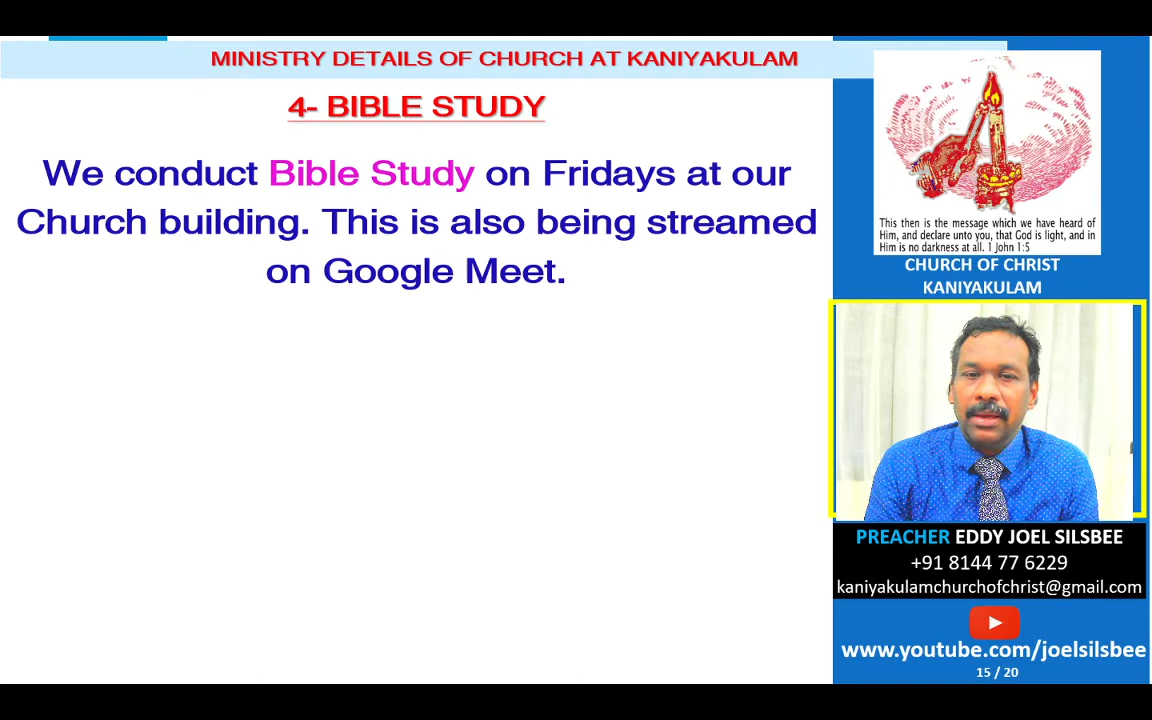 MINISTRY DETAILS OF CHURCH AT KANIYAKULAM
4- BIBLE STUDY
We conduct Bible Study on Fridays at our
Church building. This is also being streamed
on Google Meet.
This then is the message which we have heard of
Him, and declare unto you, that God is light, and in
Him is no darkness at all. 1 John 1:5
CHURCH OF CHRIST
KANIYAKULAM
PREACHER EDDY JOEL SILSBEE
+91 8144 77 6229
kaniyakulamchurchofchrist@gmail.com
www.youtube.com/joelsilsbee
15 / 20